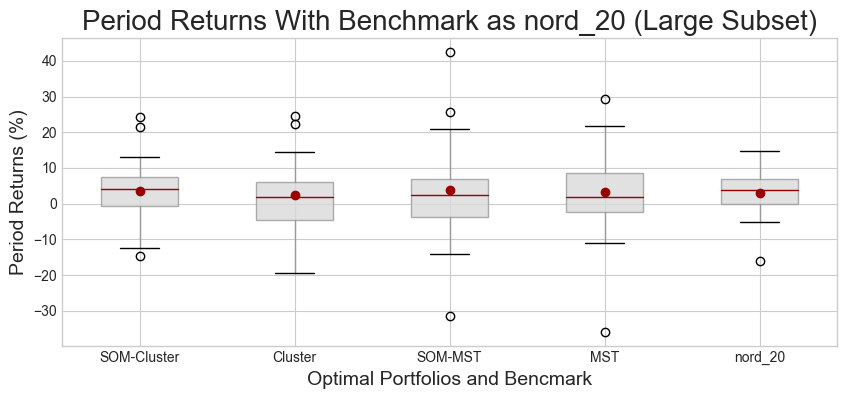 Period Returns With Benchmark as nord_20 (Large Subset)
Period Returns (%)
40
30
20
10
0
−10
−20
−30
SOM-Cluster
Cluster
SOM-MST
MST
nord_20
Optimal Portfolios and Bencmark